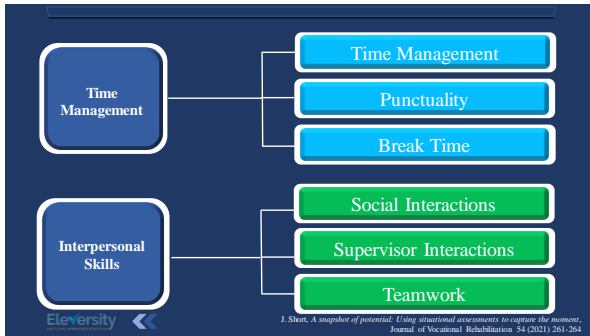 Time
Management
Time Management
Punctuality
Break Time
Interpersonal
Skills
Social Interactions
Supervisor Interactions
Teamwork
Eleversity
J. Short, A snapshot of potential: Using situational assessments to capture the moment,
Journal of Vocational Rehabilitation 54 (2021) 261-264